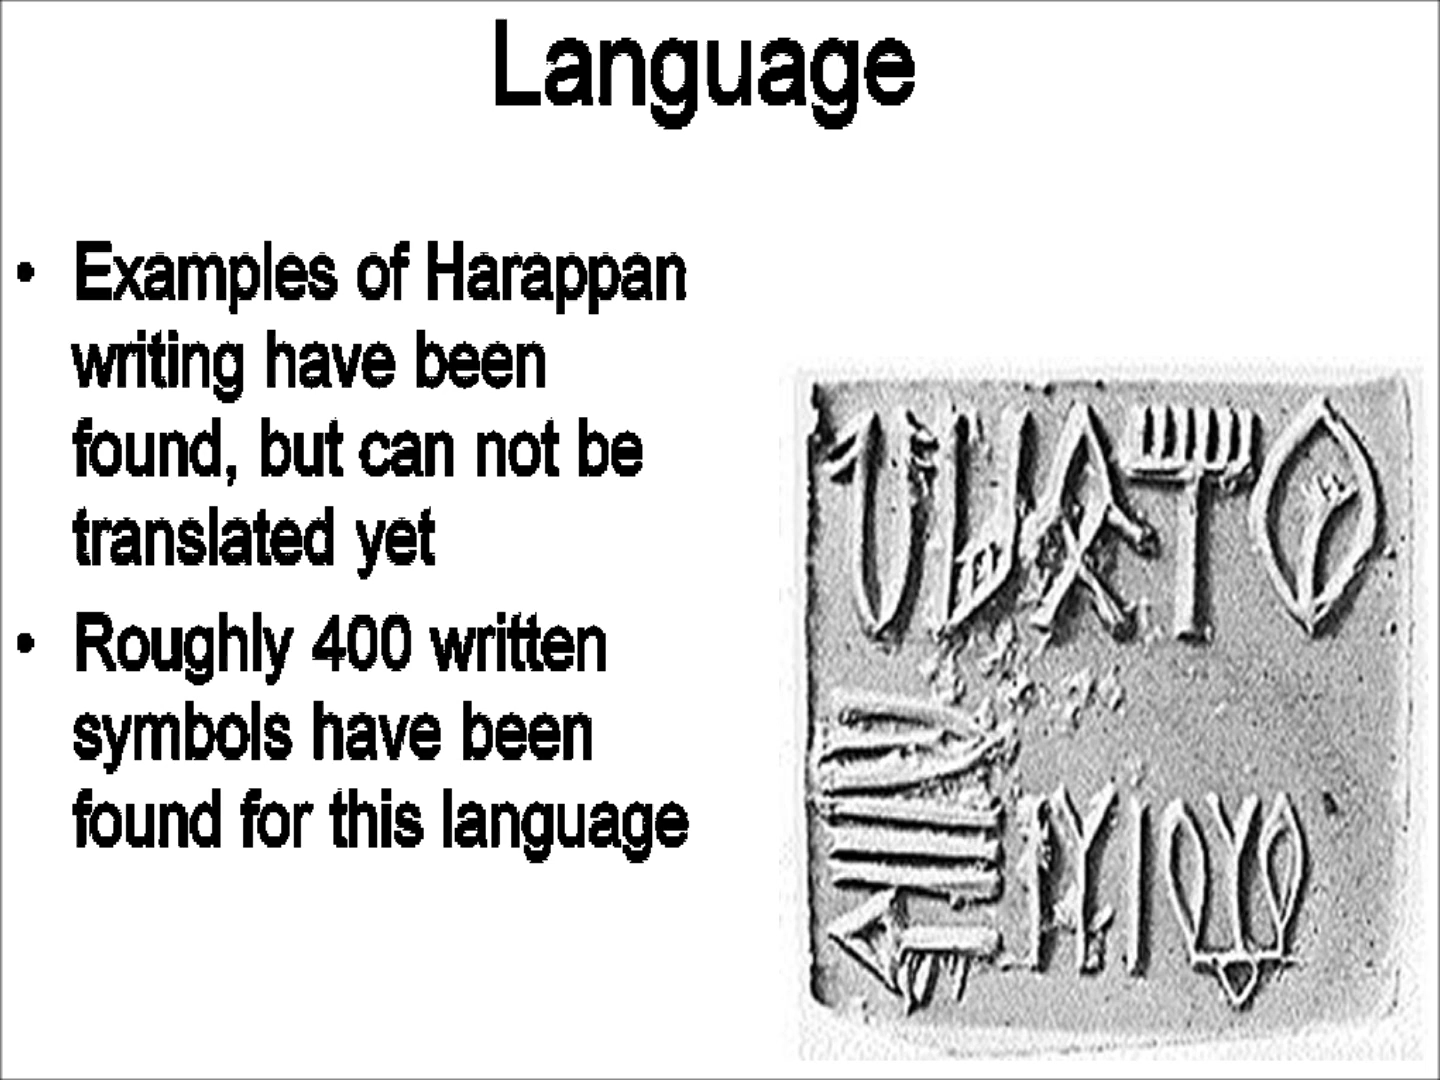 Language
• Examples of Harappan
writing have been
found, but can not be
translated yet
• Roughly 400 written
symbols have been
found for this language